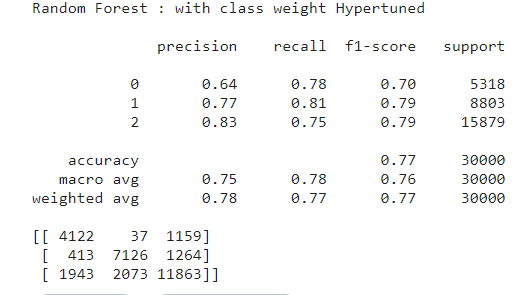 Random Forest : with class weight Hypertuned
precision recall f1-score support
0 0.64 0.78 0.70 5318
1 0.77 0.81 0.79 8803
2 0.83 0.75 0.79 15879
accuracy 0.77 30000
macro avg 0.75 0.78 0.76 30000
weighted avg 0.78 0.77 0.77 30000
[[ 4122 37 1159]
[ 413 7126 1264]
[ 1943 2073 11863]]